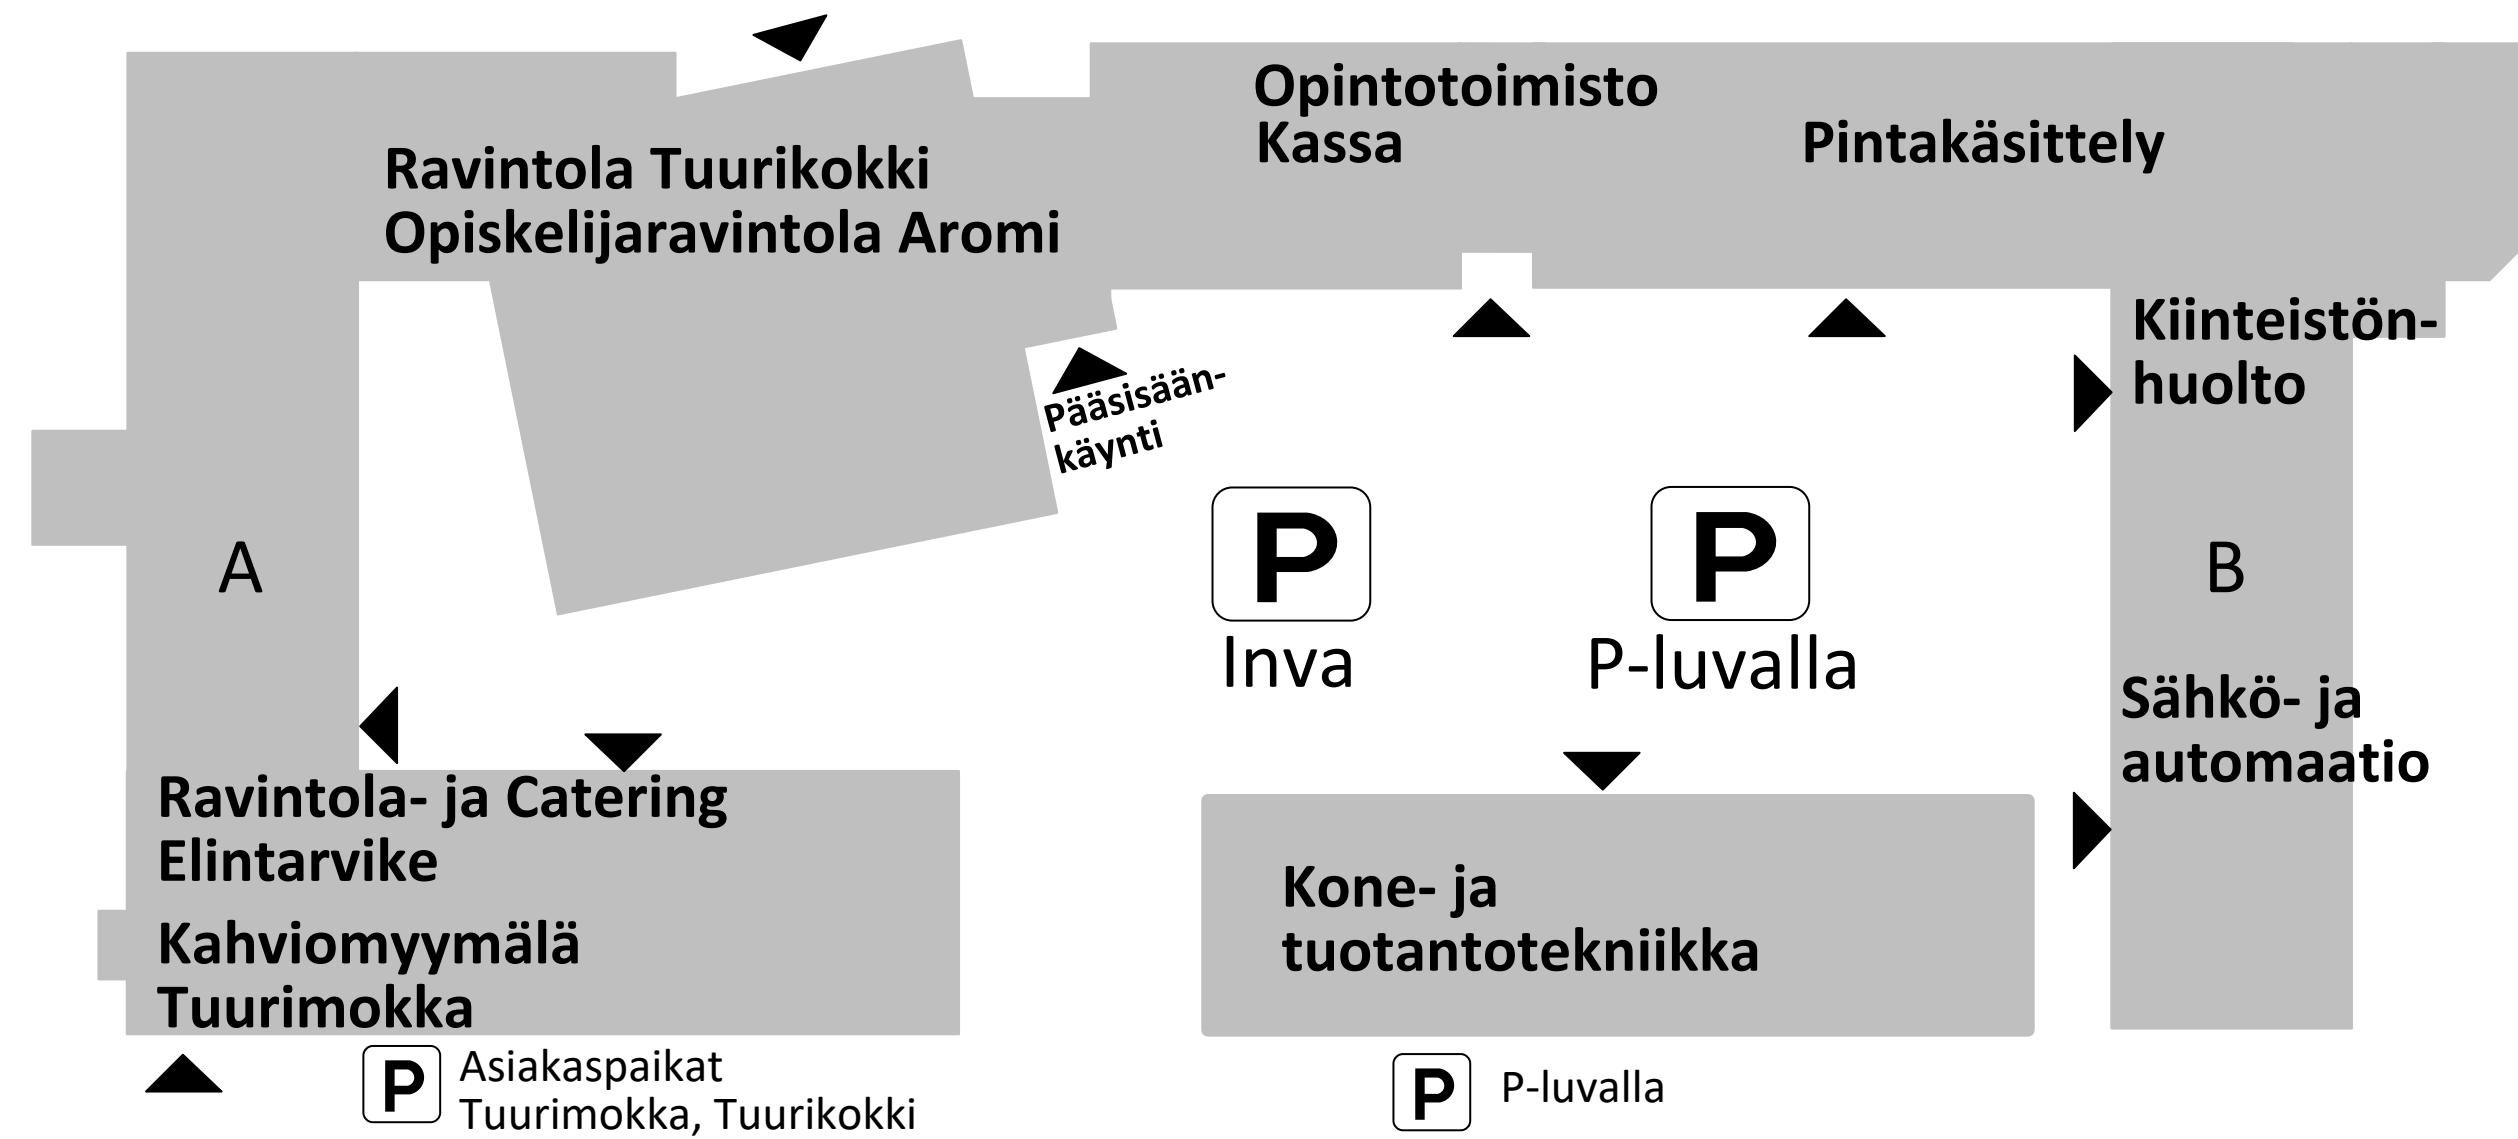 Opintotoimisto
Kassa
Pintakäsittely
Ravintola Tuurikokki
Opiskelijaravintola Aromi
Kiinteistön-
huolto
Pääsisään-
käynti
P
Inva
P
P-luvalla
A
B
Sähkö- ja
automaatio
Ravintola- ja Catering
Elintarvike
Kahviomyymälä
Tuurimokka
Kone- ja
tuotantotekniikka
P
Asiakaspaikat
Tuurimokka, Tuurikokki
P
P-luvalla